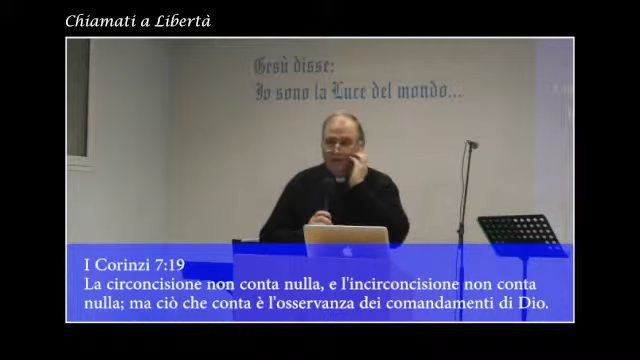 Chiamati a Libertà
Gesù disse:
Io sono la Luce del mondo...
I Corinzi 7:19
La circoncisione non conta nulla, e l'incirconcisione non conta
nulla; ma ciò che conta è l'osservanza dei comandamenti di Dio.